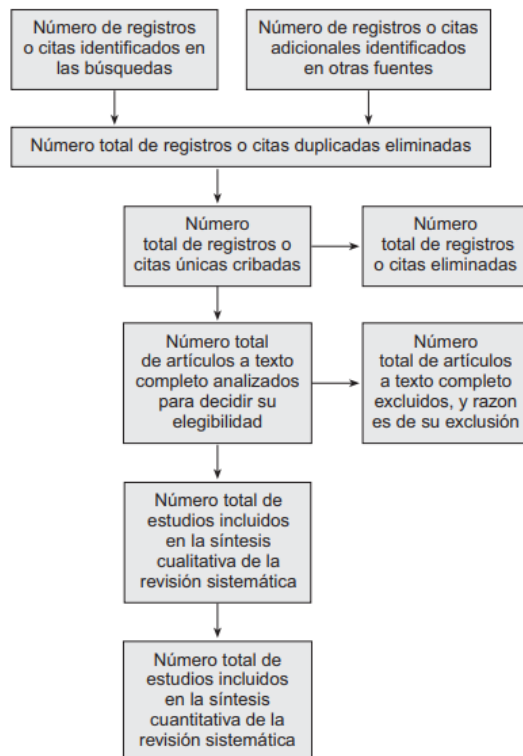 Número de registros
o citas identificados en
las búsquedas
Número de registros o citas
adicionales identificados
en otras fuentes
Número total de registros o citas duplicadas eliminadas
Número
total de registros o
citas únicas cribadas
Número
total de registros
o citas eliminadas
Número total
de artículos a texto
completo analizados
para decidir su
elegibilidad
Número
total de artículos
a texto completo
excluidos, y razon
es de su exclusión
Número total de
estudios incluidos
en la síntesis
cualitativa de la
revisión sistemática
Número total de
estudios incluidos
en la síntesis
cuantitativa de la
revisión sistemática